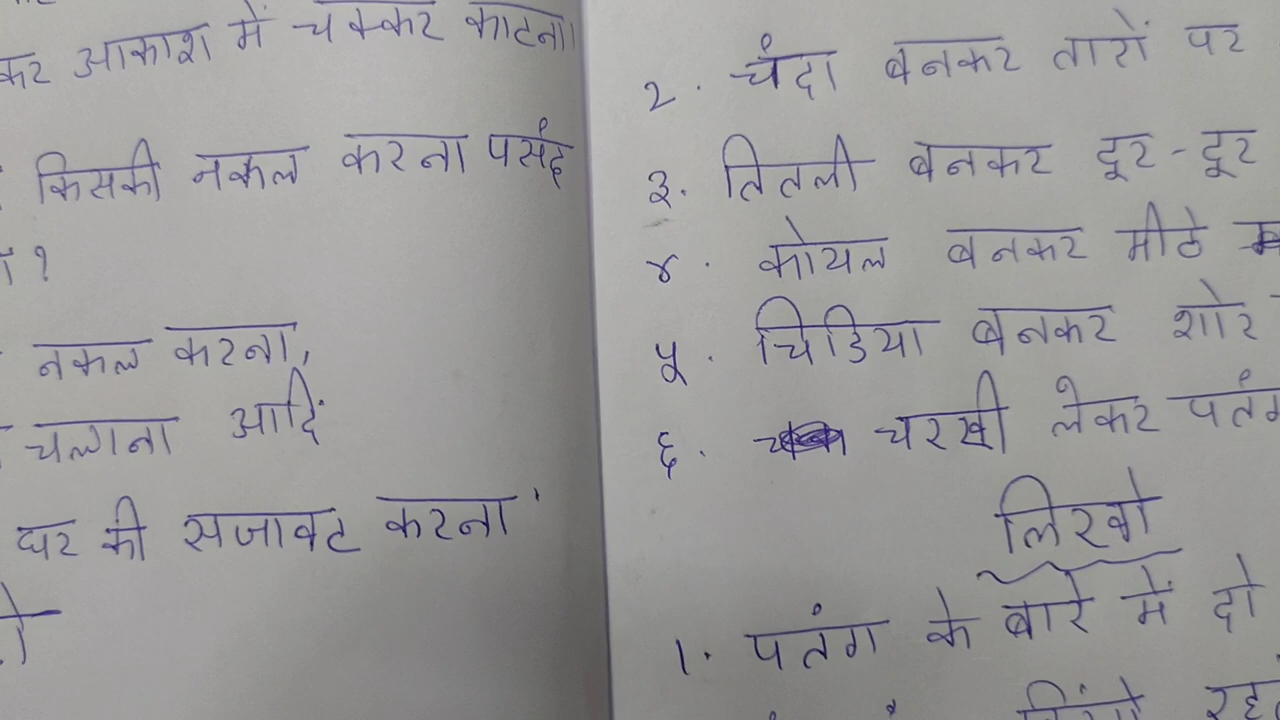 कर आकाश में चक्कर काटना।
किसकी नकल करना पसंद
?
नकल करना,
चलाना आदि
घर की सजावट करना
२. चंदा बनकर तारों पर
३. तितली बनकर दूर-दूर
४. कोयल बनकर मीठे
५. चिडिया बनकर शोर
६. चरखी लेकर पतंग
लिखो
१. पतंग के बारे में दो